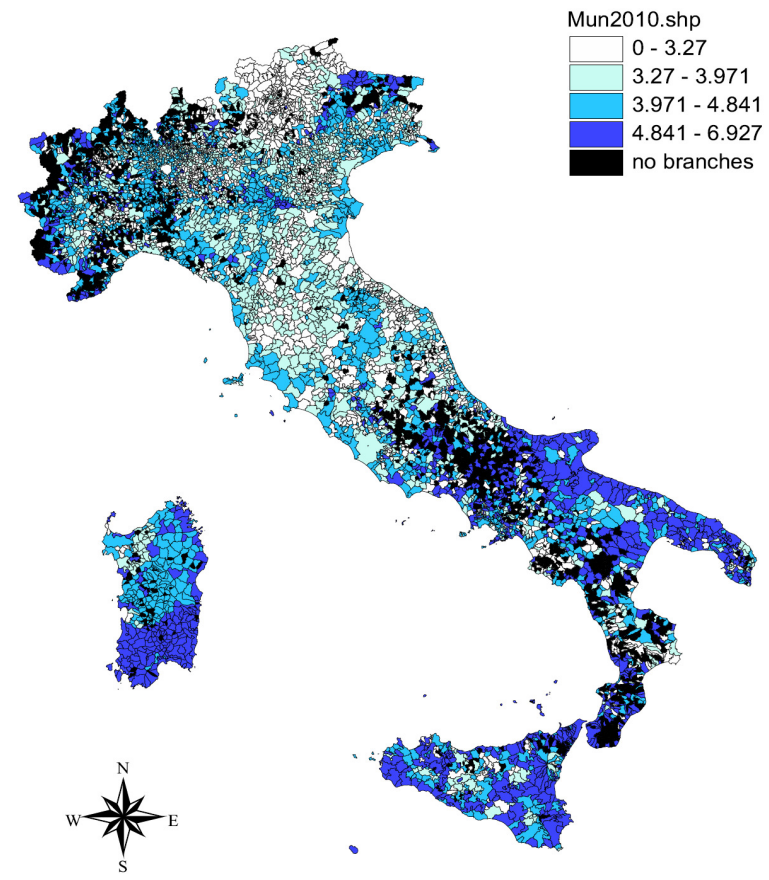 Mun2010.shp
0 - 3.27
3.27 - 3.971
3.971 - 4.841
4.841 - 6.927
no branches
N
W E
S